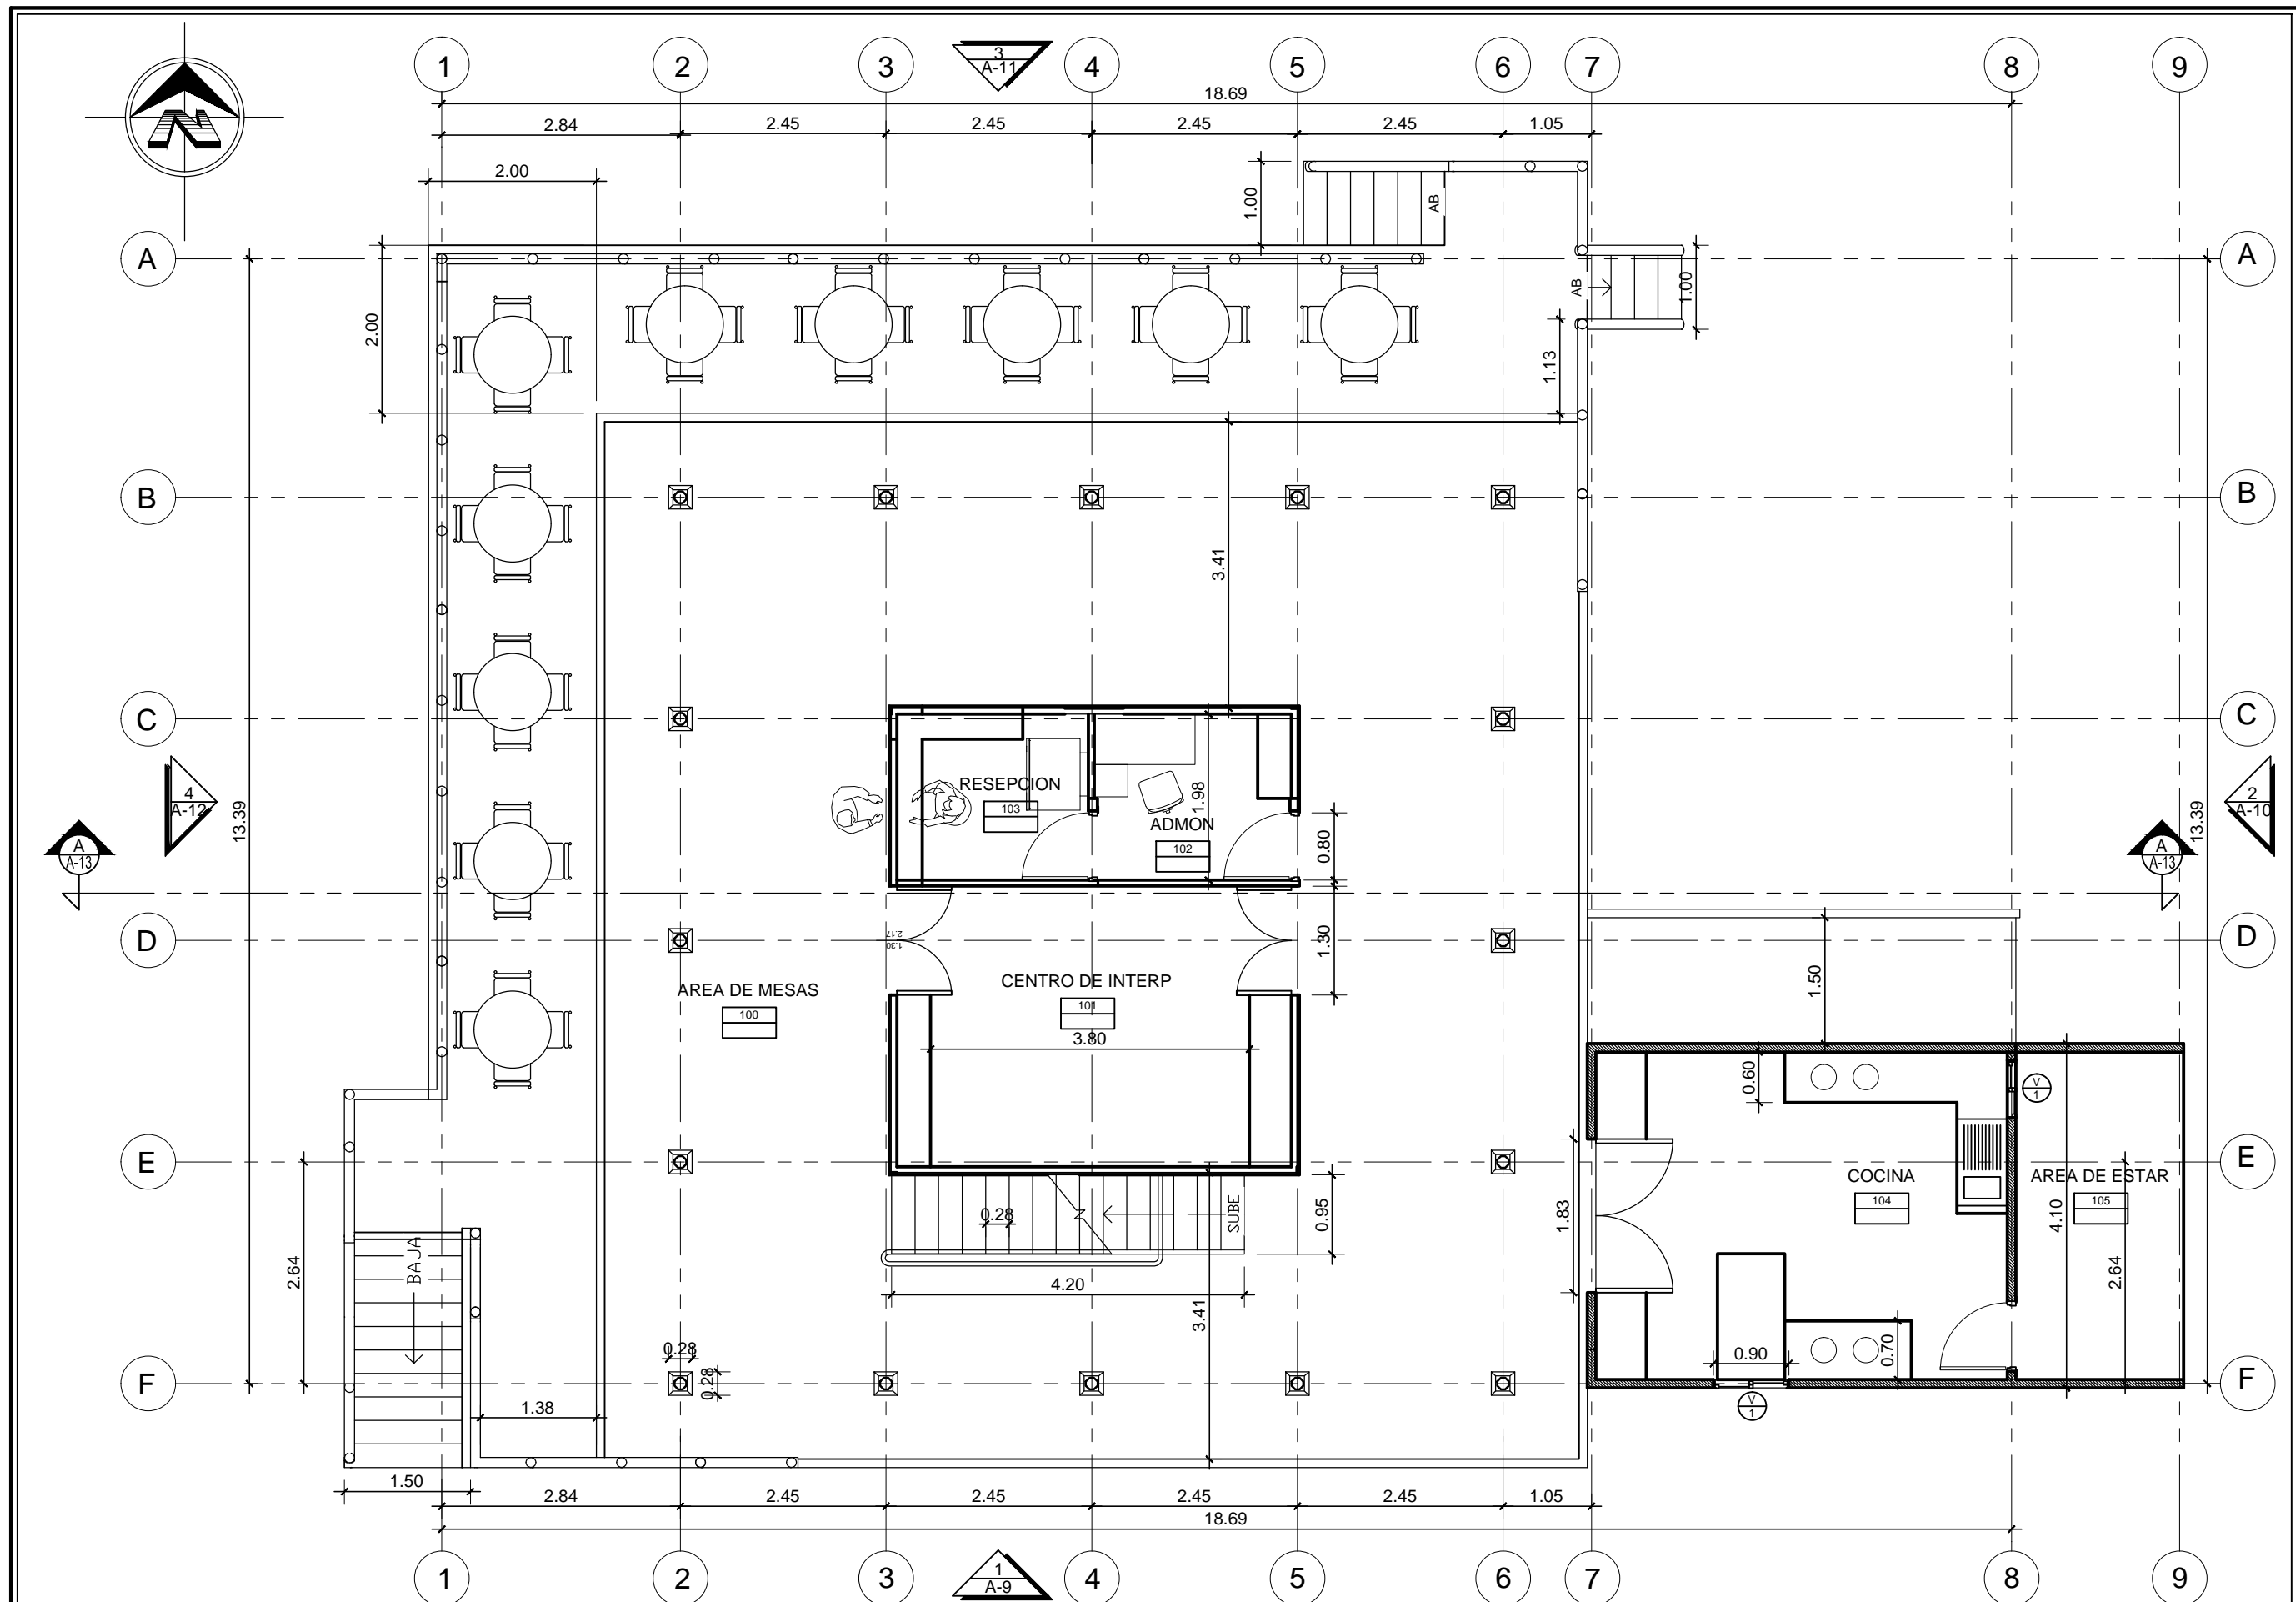 1 2 3 4 5 6 7 8 9
3
A-11
18.69
2.84 2.45 2.45 2.45 2.45 1.05
2.00
1.00
AB
N
A A
AB
1.00
2.00
1.13
B B
3.41
C C
RESEPCION
103
1.98
ADMON
102
0.80
4
A-12
13.39
A
A-13
2
A-10
13.39
A
A-13
D D
2.17
1.30
1.30
1.50
AREA DE MESAS
100
CENTRO DE INTERP
101
3.80
0.60
V
1
E E
COCINA
104
AREA DE ESTAR
105
4.10
2.64
1.83
0.28
SUBE
0.95
BAJA
2.64
4.20
3.41
0.28
0.28
0.90
0.70
F F
V
1
1.38
1.50
2.84 2.45 2.45 2.45 2.45 1.05
18.69
1
A-9
1 2 3 4 5 6 7 8 9